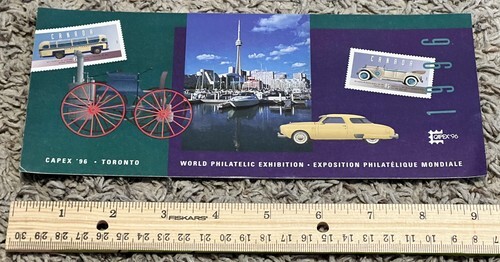 CANADA
CANADA
1996
CAPEX '96
CAPEX '96 • TORONTO
WORLD PHILATELIC EXHIBITION • EXPOSITION PHILATÉLIQUE MONDIALE
1 2 3 4 5 6 7 8 9
FISKARS
30 29 28 27 26 25 24 23 22 21 20 19 18 17 16 15 14 13 12 11 10 9 8 7